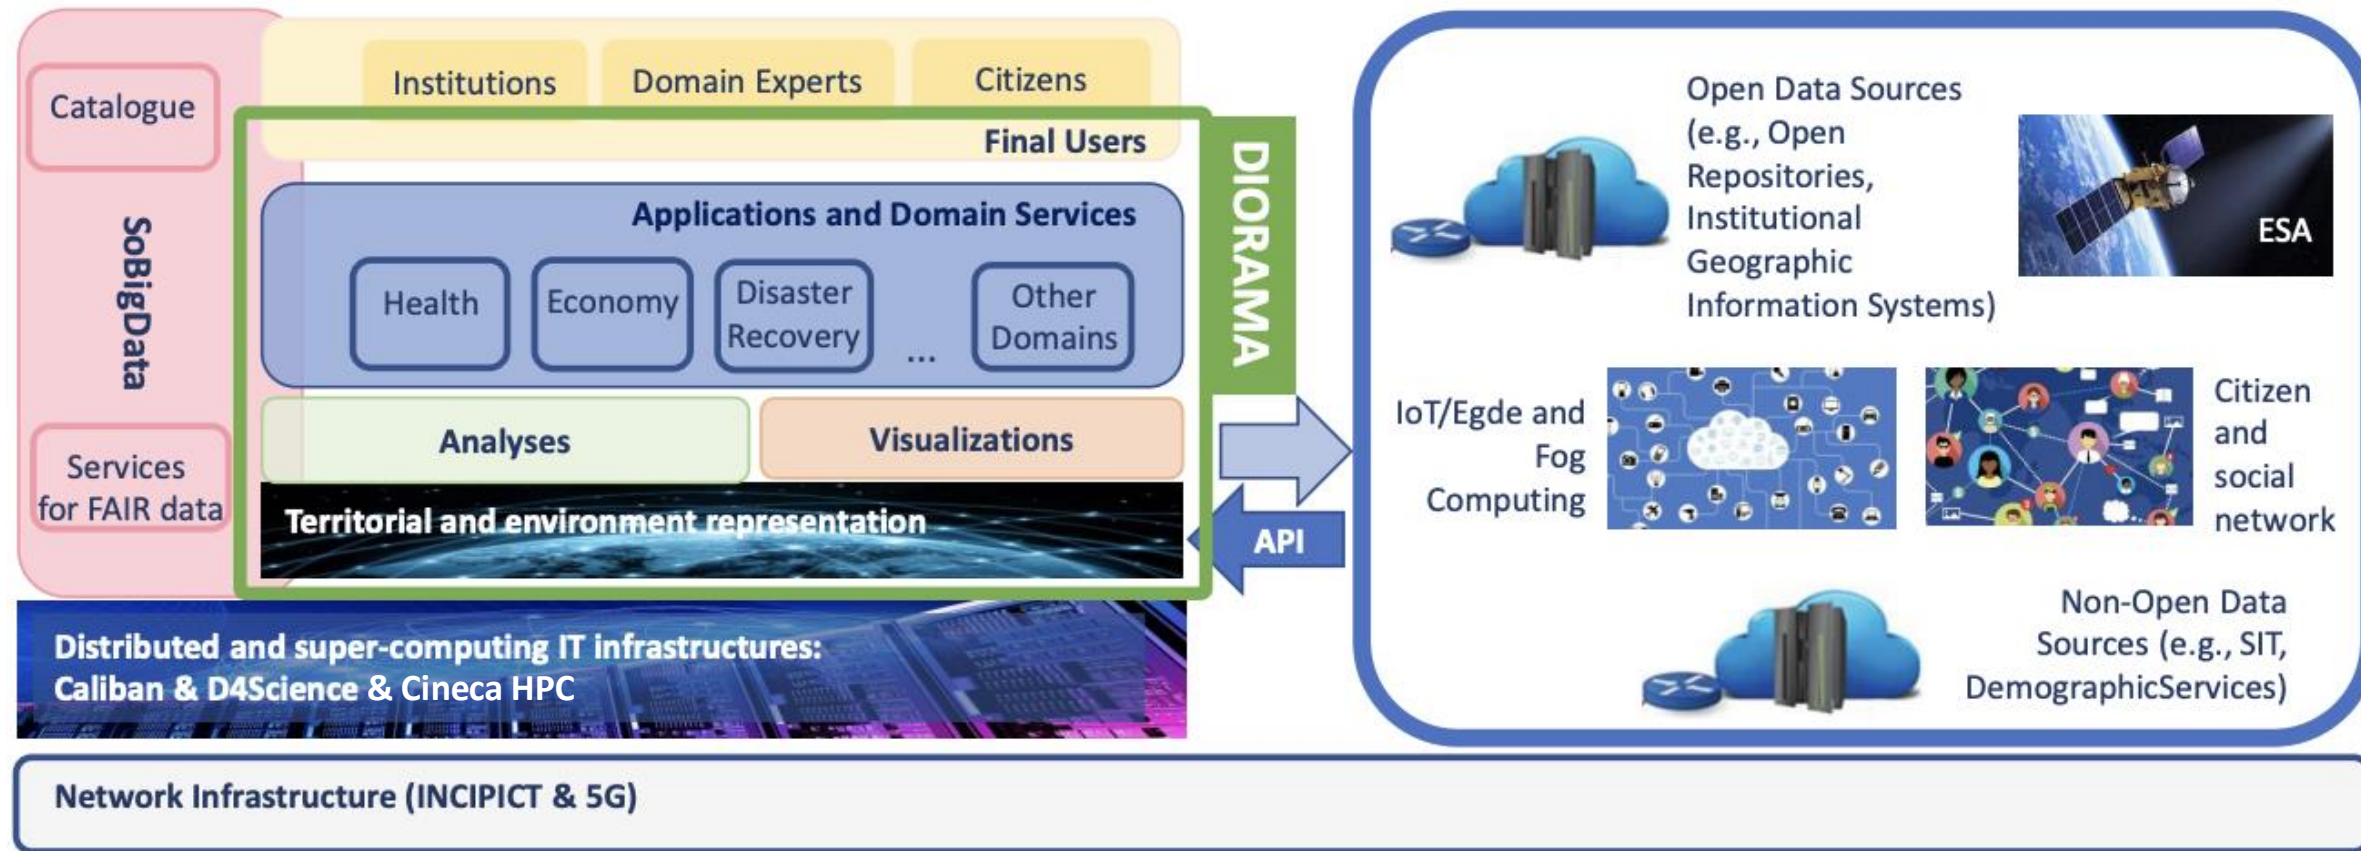 Catalogue
SoBigData
Services
for FAIR data
Institutions
Domain Experts
Citizens
Final Users
Applications and Domain Services
Health
Economy
Disaster
Recovery
...
Other
Domains
Analyses
Visualizations
Territorial and environment representation
DIORAMA
API
Distributed and super-computing IT infrastructures:
Caliban & D4Science & Cineca HPC
Open Data Sources
(e.g., Open
Repositories,
Institutional
Geographic
Information Systems)
ESA
IoT/Egde and
Fog
Computing
Citizen
and
social
network
Non-Open Data
Sources (e.g., SIT,
DemographicServices)
Network Infrastructure (INCIPICT & 5G)